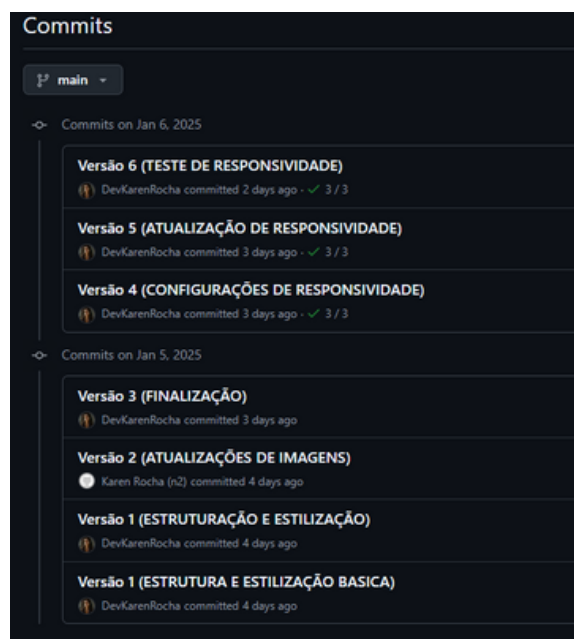 Commits
main
Commits on Jan 6, 2025
Versão 6 (TESTE DE RESPONSIVIDADE)
DevKarenRocha committed 2 days ago · ✓ 3 / 3
Versão 5 (ATUALIZAÇÃO DE RESPONSIVIDADE)
DevKarenRocha committed 3 days ago · ✓ 3 / 3
Versão 4 (CONFIGURAÇÕES DE RESPONSIVIDADE)
DevKarenRocha committed 3 days ago · ✓ 3 / 3
Commits on Jan 5, 2025
Versão 3 (FINALIZAÇÃO)
DevKarenRocha committed 3 days ago
Versão 2 (ATUALIZAÇÕES DE IMAGENS)
Karen Rocha (n2) committed 4 days ago
Versão 1 (ESTRUTURAÇÃO E ESTILIZAÇÃO)
DevKarenRocha committed 4 days ago
Versão 1 (ESTRUTURA E ESTILIZAÇÃO BASICA)
DevKarenRocha committed 4 days ago